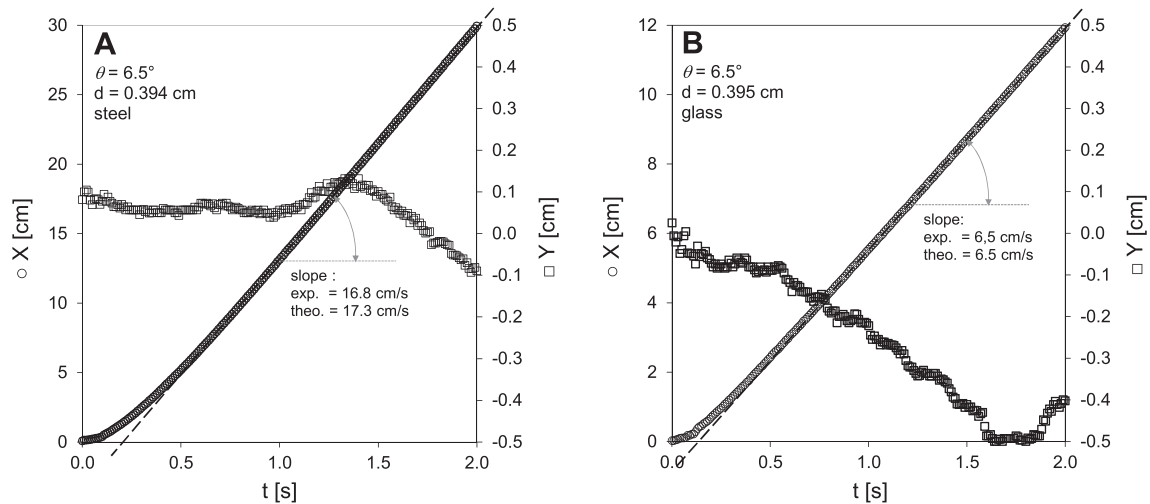 A
θ = 6.5°
d = 0.394 cm
steel
30
25
20
15
10
5
0
○ X [cm]
0.5
0.4
0.3
0.2
0.1
0.0
-0.1
-0.2
-0.3
-0.4
-0.5
□ Y [cm]
slope :
exp. = 16.8 cm/s
theo. = 17.3 cm/s
0.0 0.5 1.0 1.5 2.0
t [s]
B
θ = 6.5°
d = 0.395 cm
glass
12
10
8
6
4
2
0
○ X [cm]
0.5
0.4
0.3
0.2
0.1
0.0
-0.1
-0.2
-0.3
-0.4
-0.5
□ Y [cm]
slope:
exp. = 6,5 cm/s
theo. = 6.5 cm/s
0.0 0.5 1.0 1.5 2.0
t [s]